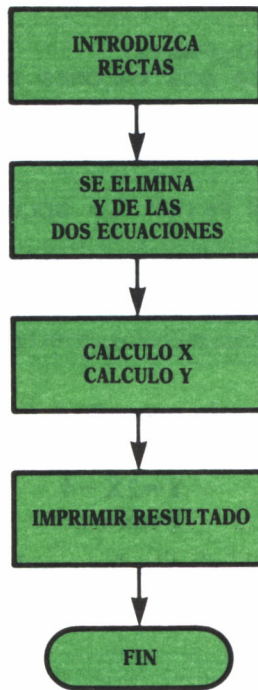 INTRODUZCA
RECTAS
SE ELIMINA
Y DE LAS
DOS ECUACIONES
CALCULO X
CALCULO Y
IMPRIMIR RESULTADO
FIN